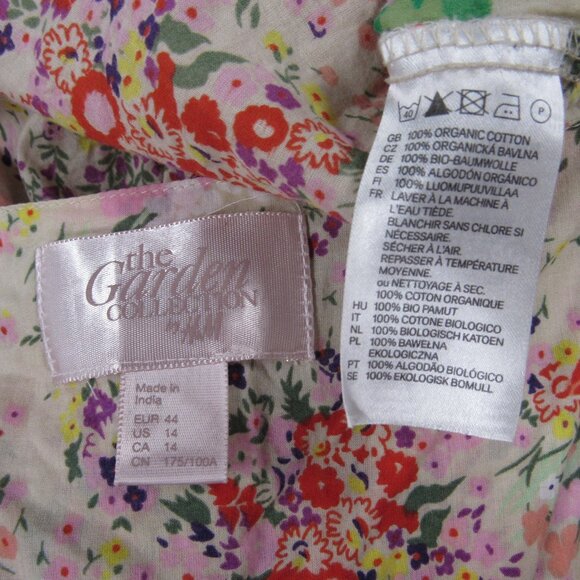 the
Garden
COLLECTION
by H&M
Made in
India
EUR 44
US 14
CA 14
CN 175/100A
40 P
GB 100% ORGANIC COTTON
CZ 100% ORGANICKÁ BAVLNA
DE 100% BIO-BAUMWOLLE
ES 100% ALGODÓN ORGÁNICO
FI 100% LUOMUPUUVILLAA
FR LAVER À LA MACHINE À
L'EAU TIÈDE.
BLANCHIR SANS CHLORE SI
NÉCESSAIRE.
SÉCHER À L'AIR.
REPASSER À TEMPÉRATURE
MOYENNE.
ou NETTOYAGE À SEC.
100% COTON ORGANIQUE
HU 100% BIO PAMUT
IT 100% COTONE BIOLOGICO
NL 100% BIOLOGISCH KATOEN
PL 100% BAWEŁNA
EKOLOGICZNA
PT 100% ALGODÃO BIOLÓGICO
SE 100% EKOLOGISK BOMULL